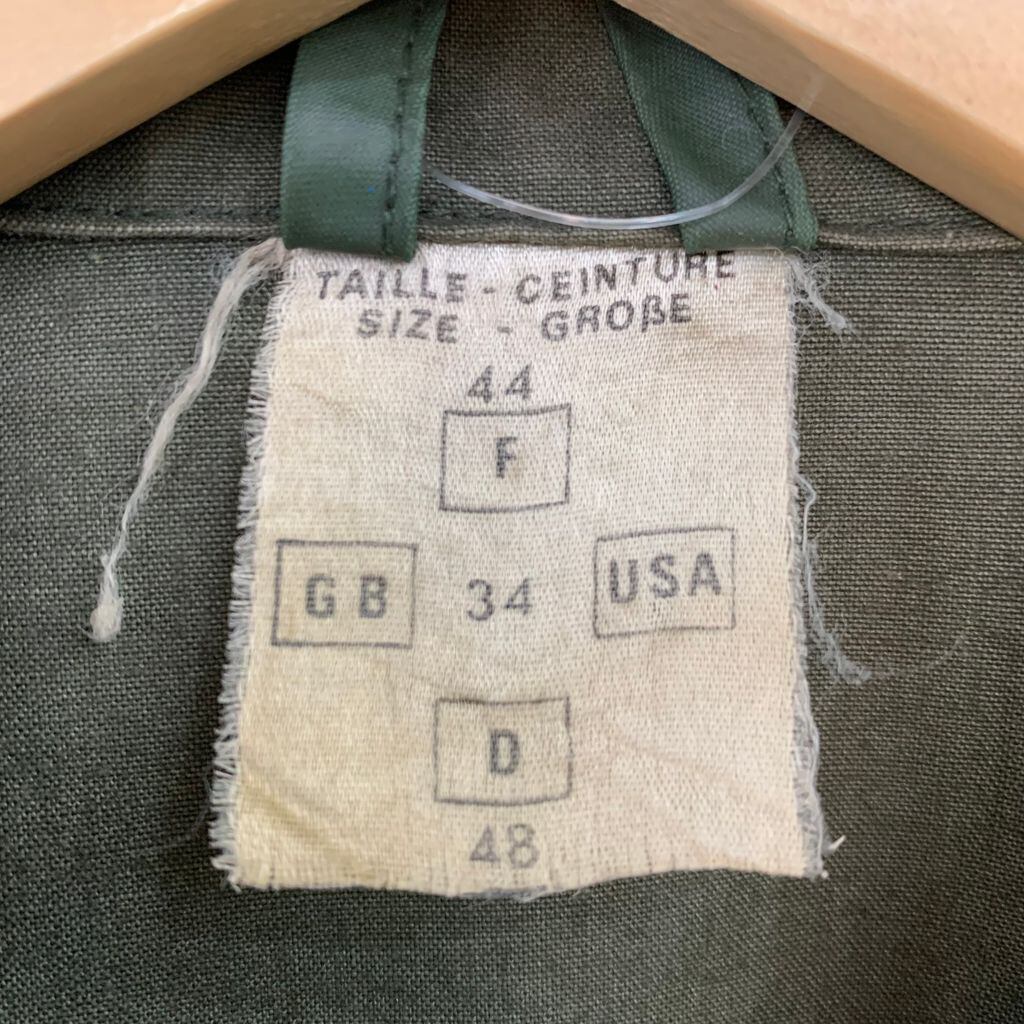 TAILLE - CEINTURE
SIZE - GROßE
44
F
GB 34 USA
D
48